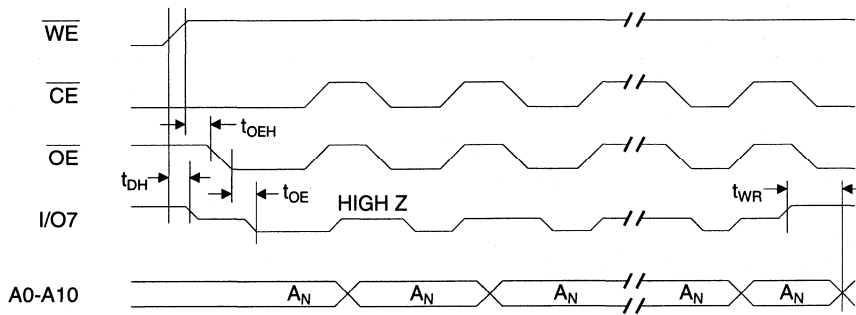 WE
CE
tOEH
OE
tDH
tOE
tWR
HIGH Z
I/O7
A0-A10
AN AN AN AN AN